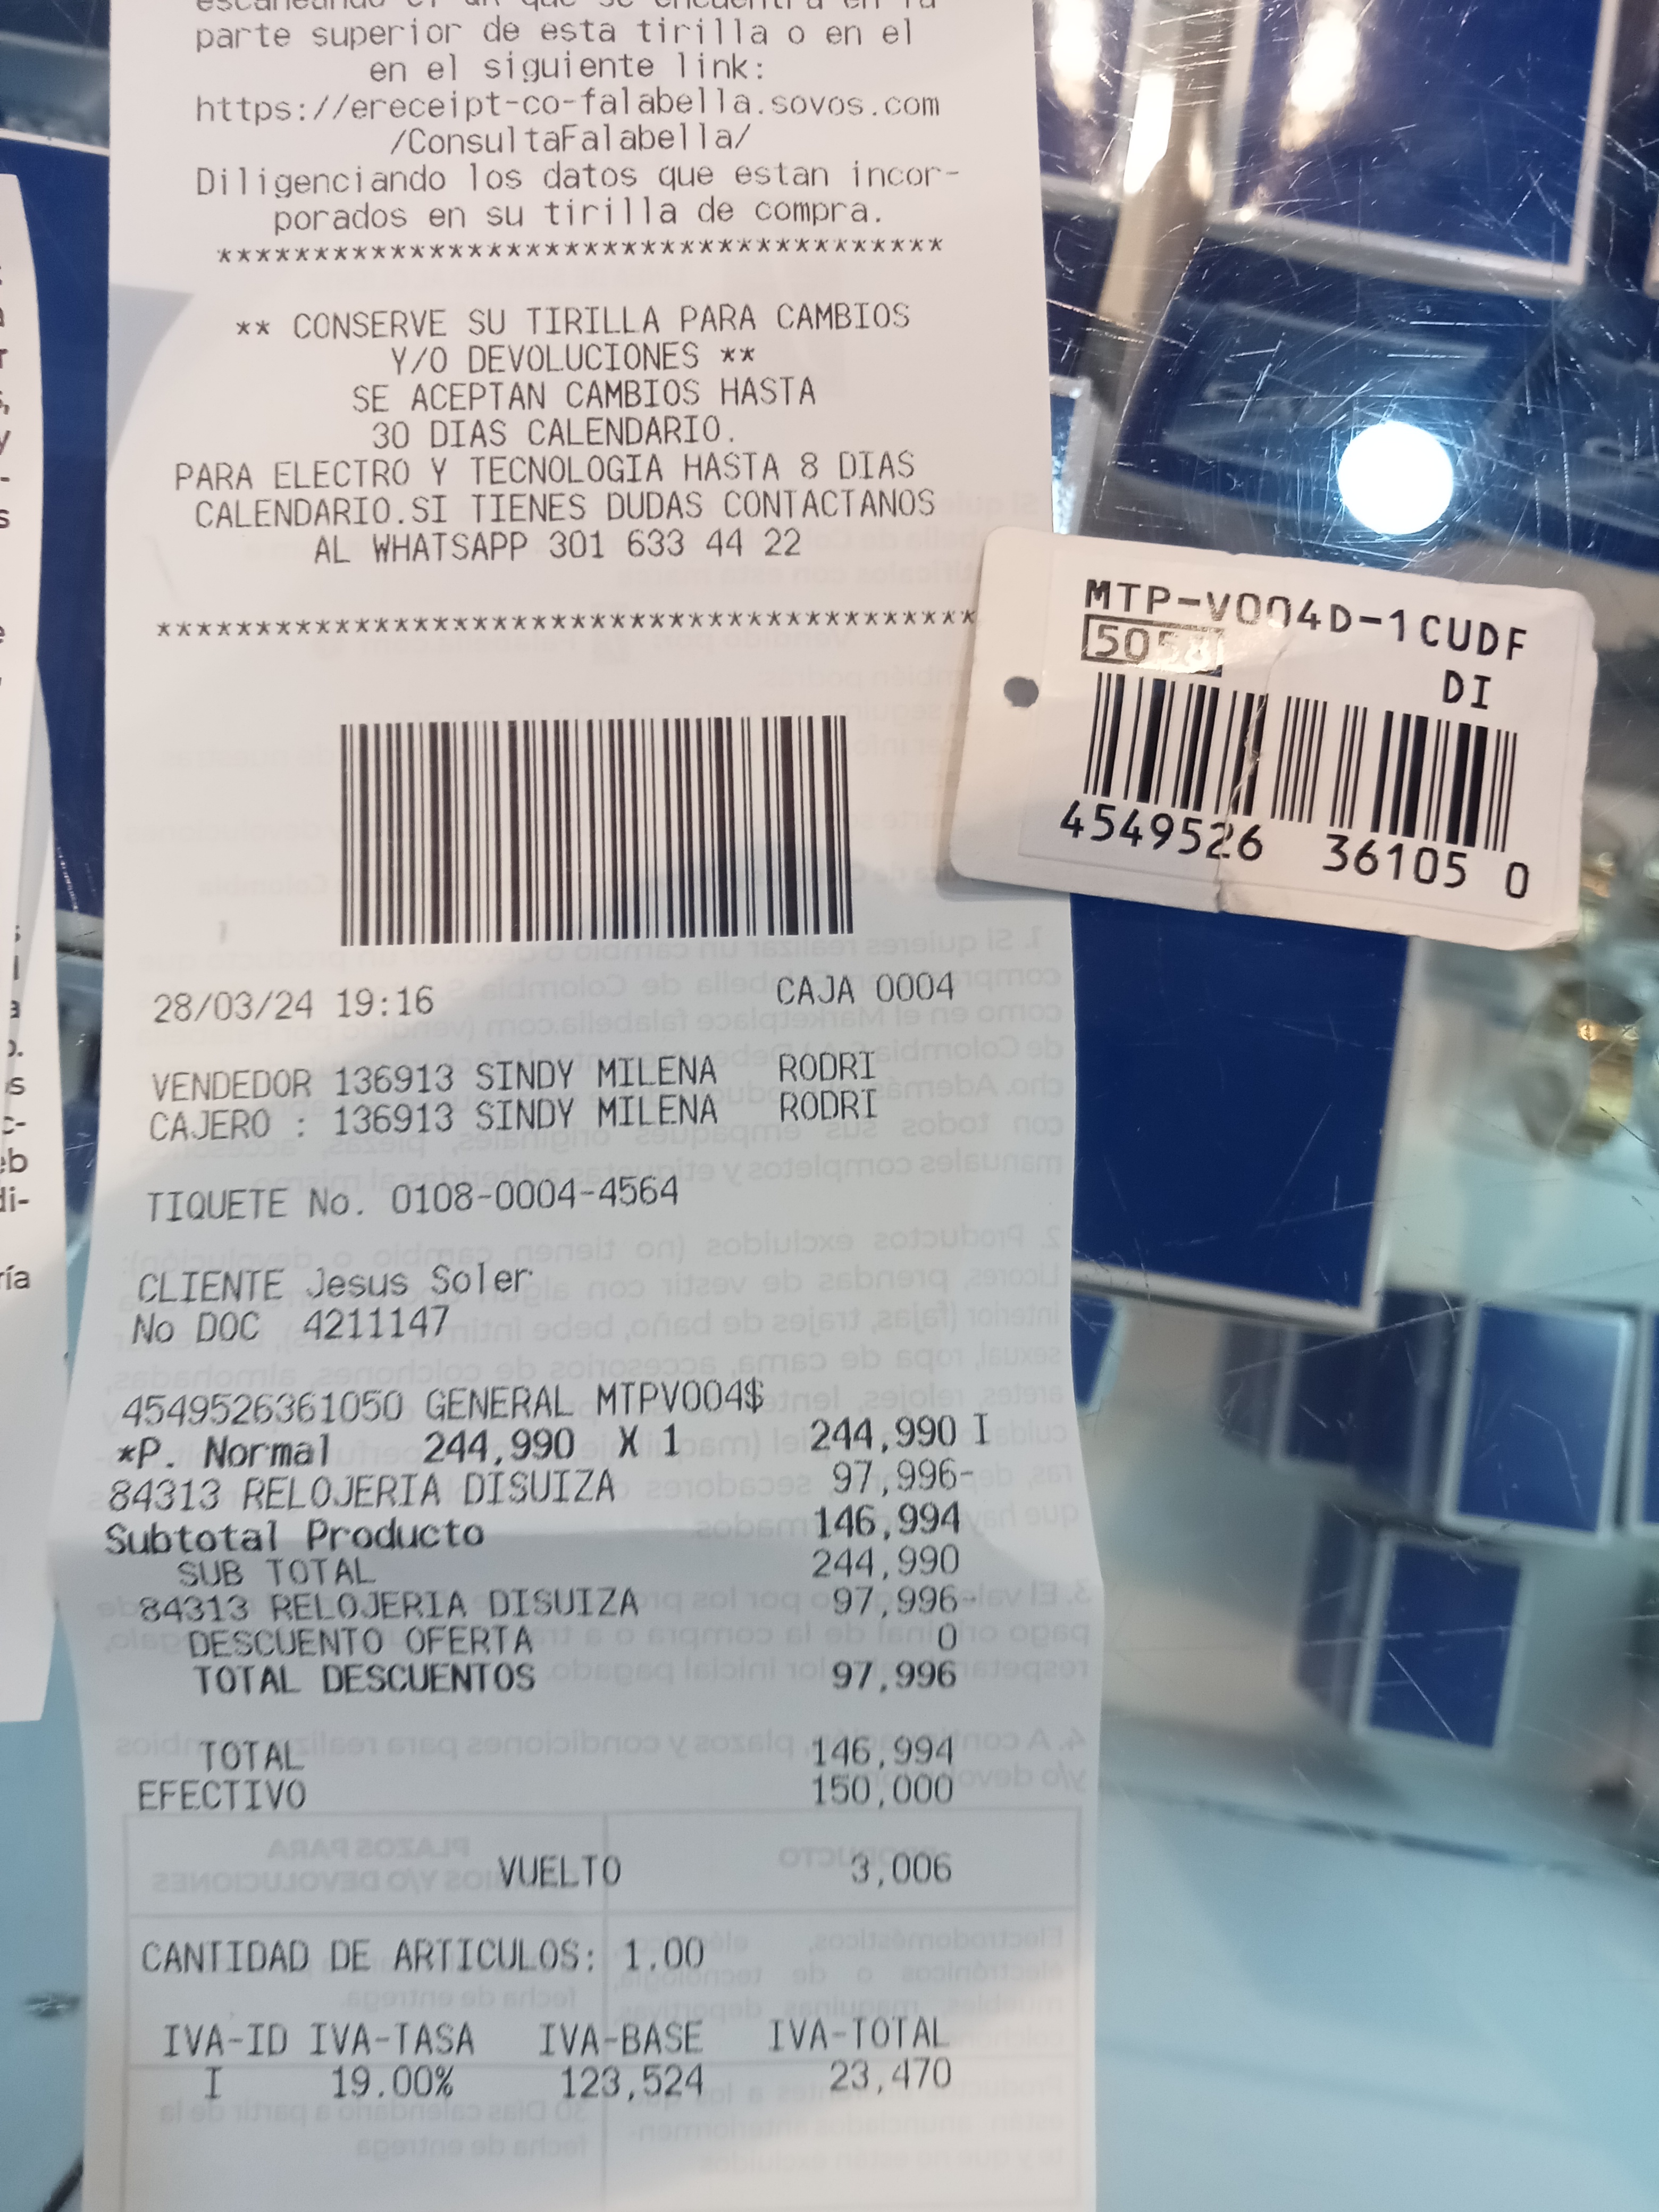 parte superior de esta tirilla o en el
en el siguiente link:
https://ereceipt-co-falabella.sovos.com
/ConsultaFalabella/
Diligenciando los datos que estan incor-
porados en su tirilla de compra.
**************************************
** CONSERVE SU TIRILLA PARA CAMBIOS
Y/O DEVOLUCIONES **
SE ACEPTAN CAMBIOS HASTA
30 DIAS CALENDARIO.
PARA ELECTRO Y TECNOLOGIA HASTA 8 DIAS
CALENDARIO.SI TIENES DUDAS CONTACTANOS
AL WHATSAPP 301 633 44 22
******************************************
28/03/24 19:16 CAJA 0004
VENDEDOR 136913 SINDY MILENA RODRI
CAJERO : 136913 SINDY MILENA RODRI
TIQUETE No. 0108-0004-4564
CLIENTE Jesus Soler
No DOC 4211147
4549526361050 GENERAL MTPV004$
*P. Normal 244,990 X 1 244,990 I
84313 RELOJERIA DISUIZA 97,996-
Subtotal Producto 146,994
SUB TOTAL 244,990
84313 RELOJERIA DISUIZA 97,996-
DESCUENTO OFERTA 0
TOTAL DESCUENTOS 97,996
TOTAL 146,994
EFECTIVO 150,000
VUELTO 3,006
CANTIDAD DE ARTICULOS: 1.00
IVA-ID IVA-TASA IVA-BASE IVA-TOTAL
I 19.00% 123,524 23,470
MTP-V004D-1CUDF
DI
4549526 36105 0